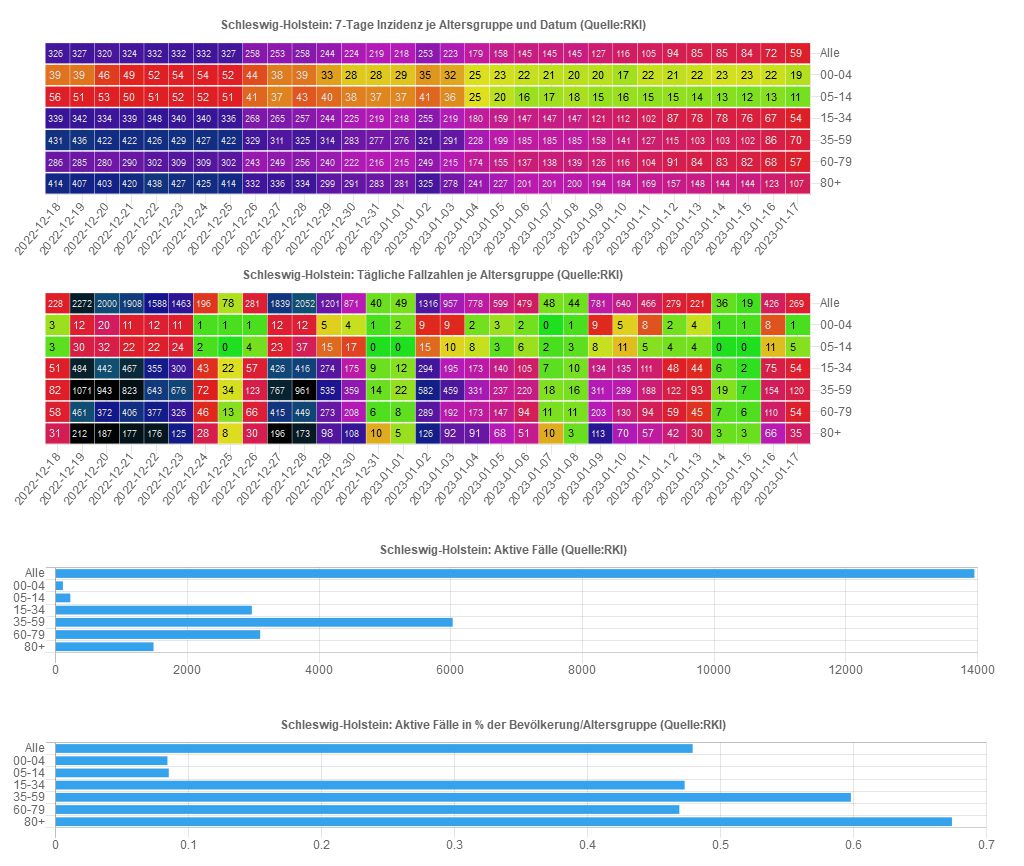 Schleswig-Holstein: 7-Tage Inzidenz je Altersgruppe und Datum (Quelle:RKI)
326 327 320 324 332 332 332 327 258 253 258 244 224 219 218 253 223 179 158 145 145 145 127 116 105 94 85 85 84 72 59 Alle
39 39 46 49 52 54 54 52 44 38 39 33 28 28 29 35 32 25 23 22 21 20 20 17 22 21 22 23 23 22 19 00-04
56 51 53 50 51 52 52 51 41 37 43 40 38 37 37 41 36 25 20 16 17 18 15 16 15 15 14 13 12 13 11 05-14
339 342 334 339 348 340 340 336 268 265 257 244 225 219 218 255 219 180 159 147 147 147 121 112 102 87 78 78 76 67 54 15-34
431 436 422 422 426 429 427 422 329 311 325 314 283 277 276 321 291 228 199 185 185 185 158 141 127 115 103 103 102 86 70 35-59
286 285 280 290 302 309 309 302 243 249 256 240 222 216 215 249 215 174 155 137 138 139 126 116 104 91 84 83 82 68 57 60-79
414 407 403 420 438 427 425 414 332 336 334 299 291 283 281 325 278 241 227 201 201 200 194 184 169 157 148 144 144 123 107 80+
2022-12-18 2022-12-19 2022-12-20 2022-12-21 2022-12-22 2022-12-23 2022-12-24 2022-12-25 2022-12-26 2022-12-27 2022-12-28 2022-12-29 2022-12-30 2022-12-31 2023-01-01 2023-01-02 2023-01-03 2023-01-04 2023-01-05 2023-01-06 2023-01-07 2023-01-08 2023-01-09 2023-01-10 2023-01-11 2023-01-12 2023-01-13 2023-01-14 2023-01-15 2023-01-16 2023-01-17
Schleswig-Holstein: Tägliche Fallzahlen je Altersgruppe (Quelle:RKI)
228 2272 2000 1908 1588 1463 196 78 281 1839 2052 1201 871 40 49 1316 957 778 599 479 48 44 781 640 466 279 221 36 19 426 269 Alle
3 12 20 11 12 11 1 1 1 12 12 5 4 1 2 9 9 2 3 2 0 1 9 5 8 2 4 1 1 8 1 00-04
3 30 32 22 22 24 2 0 4 23 37 15 17 0 0 15 10 8 3 6 2 3 8 11 5 4 4 0 0 11 5 05-14
51 484 442 467 355 300 43 22 57 426 416 274 175 9 12 294 195 173 140 105 7 10 134 135 111 48 44 6 2 75 54 15-34
82 1071 943 823 643 676 72 34 123 767 961 535 359 14 22 582 459 331 237 220 18 16 311 289 188 122 93 19 7 154 120 35-59
58 461 372 406 377 326 46 13 66 415 449 273 208 6 8 289 192 173 147 94 11 11 203 130 94 59 45 7 6 110 54 60-79
31 212 187 177 176 125 28 8 30 196 173 98 108 10 5 126 92 91 68 51 10 3 113 70 57 42 30 3 3 66 35 80+
2022-12-18 2022-12-19 2022-12-20 2022-12-21 2022-12-22 2022-12-23 2022-12-24 2022-12-25 2022-12-26 2022-12-27 2022-12-28 2022-12-29 2022-12-30 2022-12-31 2023-01-01 2023-01-02 2023-01-03 2023-01-04 2023-01-05 2023-01-06 2023-01-07 2023-01-08 2023-01-09 2023-01-10 2023-01-11 2023-01-12 2023-01-13 2023-01-14 2023-01-15 2023-01-16 2023-01-17
Schleswig-Holstein: Aktive Fälle (Quelle:RKI)
Alle
00-04
05-14
15-34
35-59
60-79
80+
0 2000 4000 6000 8000 10000 12000 14000
Schleswig-Holstein: Aktive Fälle in % der Bevölkerung/Altersgruppe (Quelle:RKI)
Alle
00-04
05-14
15-34
35-59
60-79
80+
0 0.1 0.2 0.3 0.4 0.5 0.6 0.7